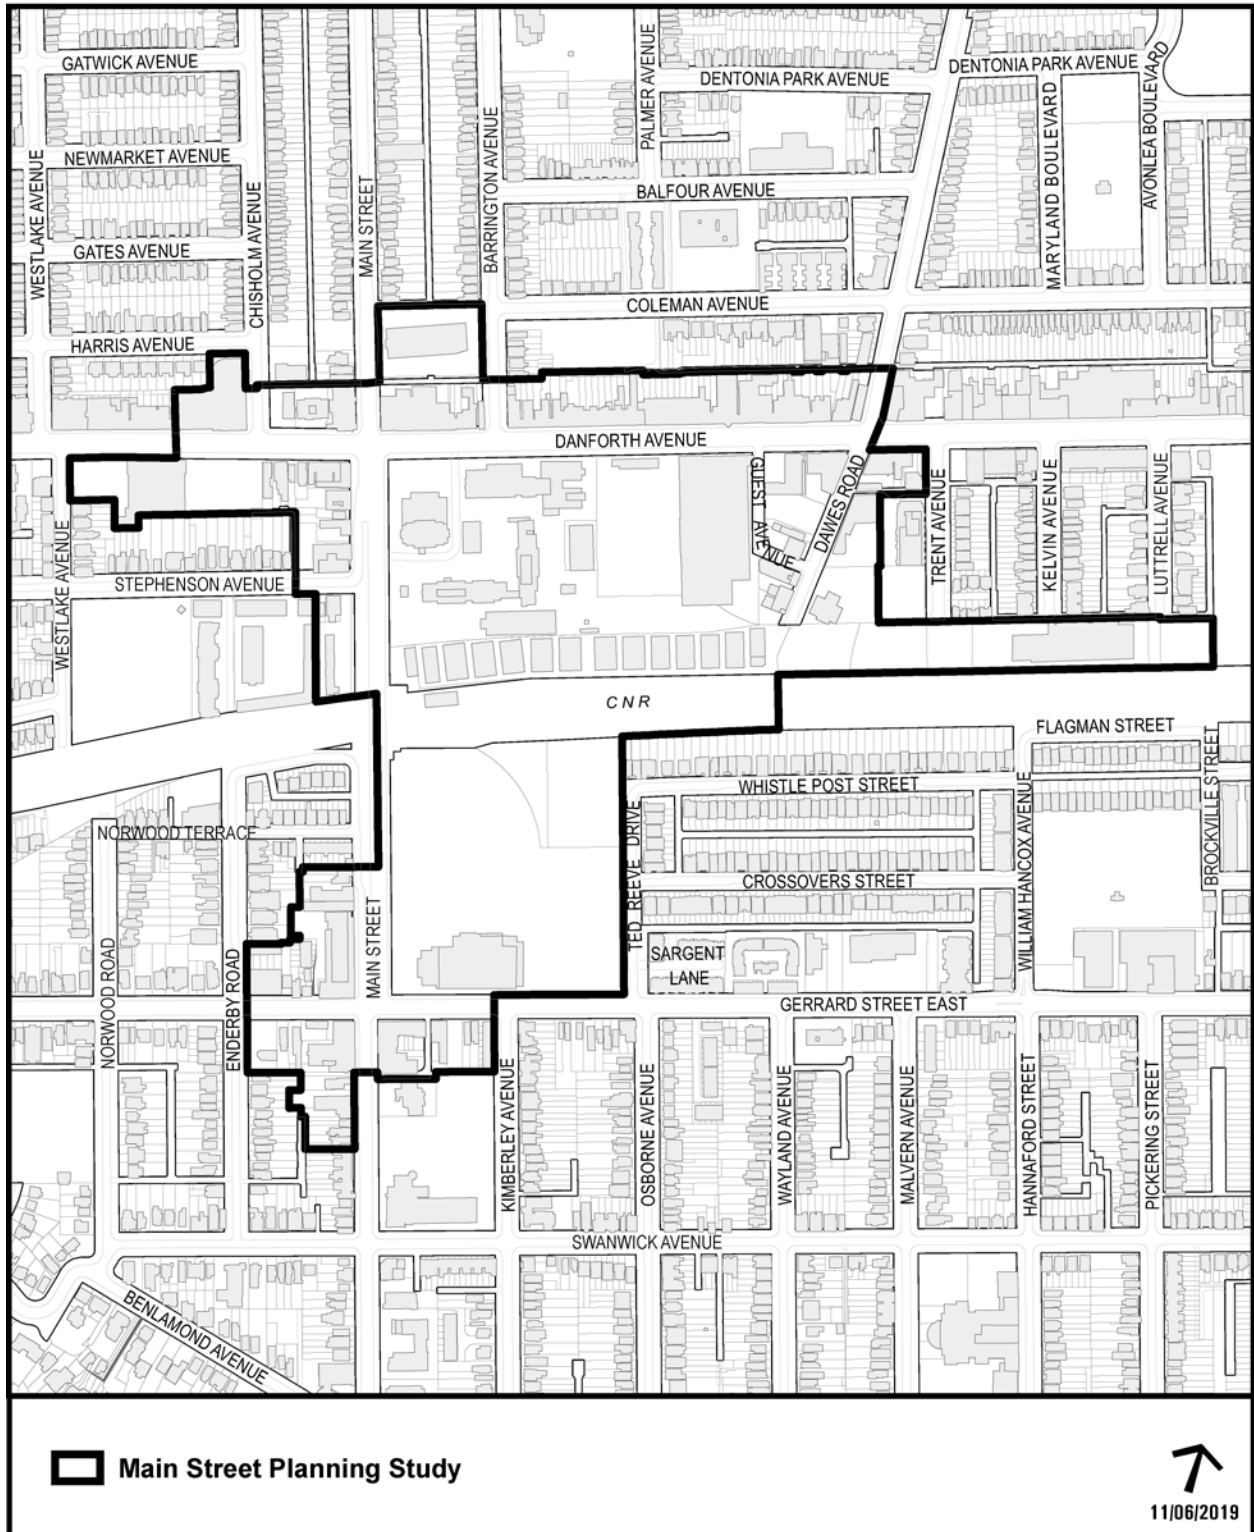 GATWICK AVENUE
PALMER AVENUE
DENTONIA PARK AVENUE
DENTONIA PARK AVENUE
MARYLAND BOULEVARD
AVONLEA BOULEVARD
WESTLAKE AVENUE
NEWMARKET AVENUE
CHISHOLM AVENUE
MAIN STREET
BARRINGTON AVENUE
BALFOUR AVENUE
GATES AVENUE
COLEMAN AVENUE
HARRIS AVENUE
DANFORTH AVENUE
GUEST AVENUE
DAWES ROAD
TRENT AVENUE
KELVIN AVENUE
LUTTRELL AVENUE
WESTLAKE AVENUE
STEPHENSON AVENUE
CNR
FLAGMAN STREET
WHISTLE POST STREET
TED REEVE DRIVE
WILLIAM HANCOX AVENUE
BROCKVILLE STREET
NORWOOD TERRACE
CROSSOVERS STREET
NORWOOD ROAD
ENDERBY ROAD
MAIN STREET
SARGENT
LANE
GERRARD STREET EAST
KIMBERLEY AVENUE
OSBORNE AVENUE
WAYLAND AVENUE
MALVERN AVENUE
HANNAFORD STREET
PICKERING STREET
SWANWICK AVENUE
BENLAMOND AVENUE
Main Street Planning Study
11/06/2019